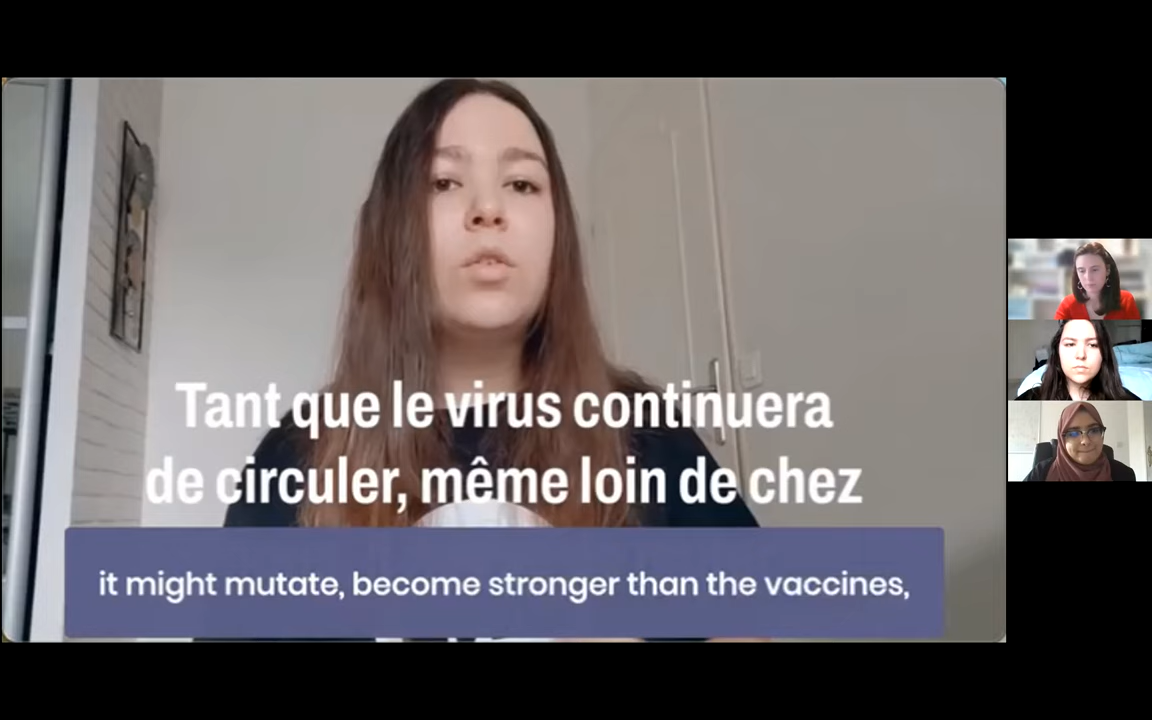 Tant que le virus continuera
de circuler, même loin de chez
it might mutate, become stronger than the vaccines,